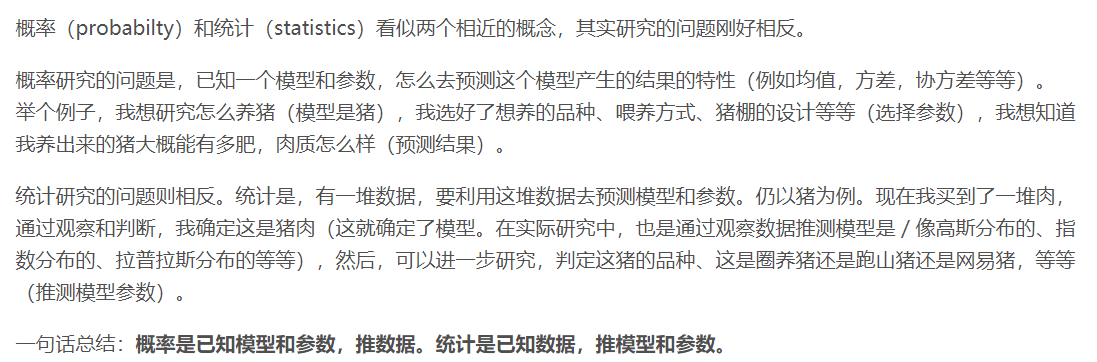 概率（probabilty）和统计（statistics）看似两个相近的概念，其实研究的问题刚好相反。
概率研究的问题是，已知一个模型和参数，怎么去预测这个模型产生的结果的特性（例如均值，方差，协方差等等）。
举个例子，我想研究怎么养猪（模型是猪），我选好了想养的品种、喂养方式、猪棚的设计等等（选择参数），我想知道
我养出来的猪大概能有多肥，肉质怎么样（预测结果）。
统计研究的问题则相反。统计是，有一堆数据，要利用这堆数据去预测模型和参数。仍以猪为例。现在我买到了一堆肉，
通过观察和判断，我确定这是猪肉（这就确定了模型。在实际研究中，也是通过观察数据推测模型是／像高斯分布的、指
数分布的、拉普拉斯分布的等等），然后，可以进一步研究，判定这猪的品种、这是圈养猪还是跑山猪还是网易猪，等等
（推测模型参数）。
一句话总结：概率是已知模型和参数，推数据。统计是已知数据，推模型和参数。